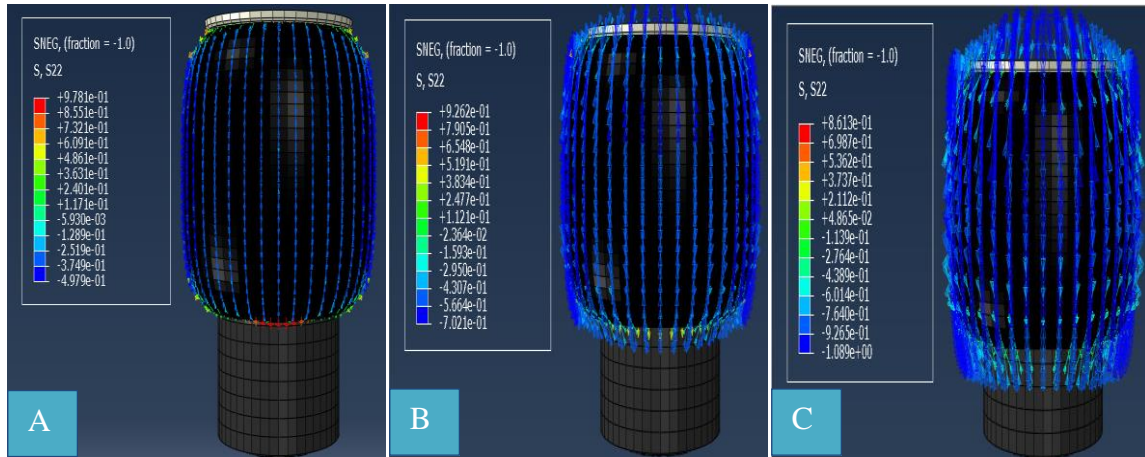 SNEG, (fraction = -1.0)
S, S22
+9.781e-01
+8.551e-01
+7.321e-01
+6.091e-01
+4.861e-01
+3.631e-01
+2.401e-01
+1.171e-01
-5.930e-03
-1.289e-01
-2.519e-01
-3.749e-01
-4.979e-01
A
SNEG, (fraction = -1.0)
S, S22
+9.262e-01
+7.905e-01
+6.548e-01
+5.191e-01
+3.834e-01
+2.477e-01
+1.121e-01
-2.364e-02
-1.593e-01
-2.950e-01
-4.307e-01
-5.664e-01
-7.021e-01
B
SNEG, (fraction = -1.0)
S, S22
+8.613e-01
+6.987e-01
+5.362e-01
+3.737e-01
+2.112e-01
+4.865e-02
-1.139e-01
-2.764e-01
-4.389e-01
-6.014e-01
-7.640e-01
-9.265e-01
-1.089e+00
C